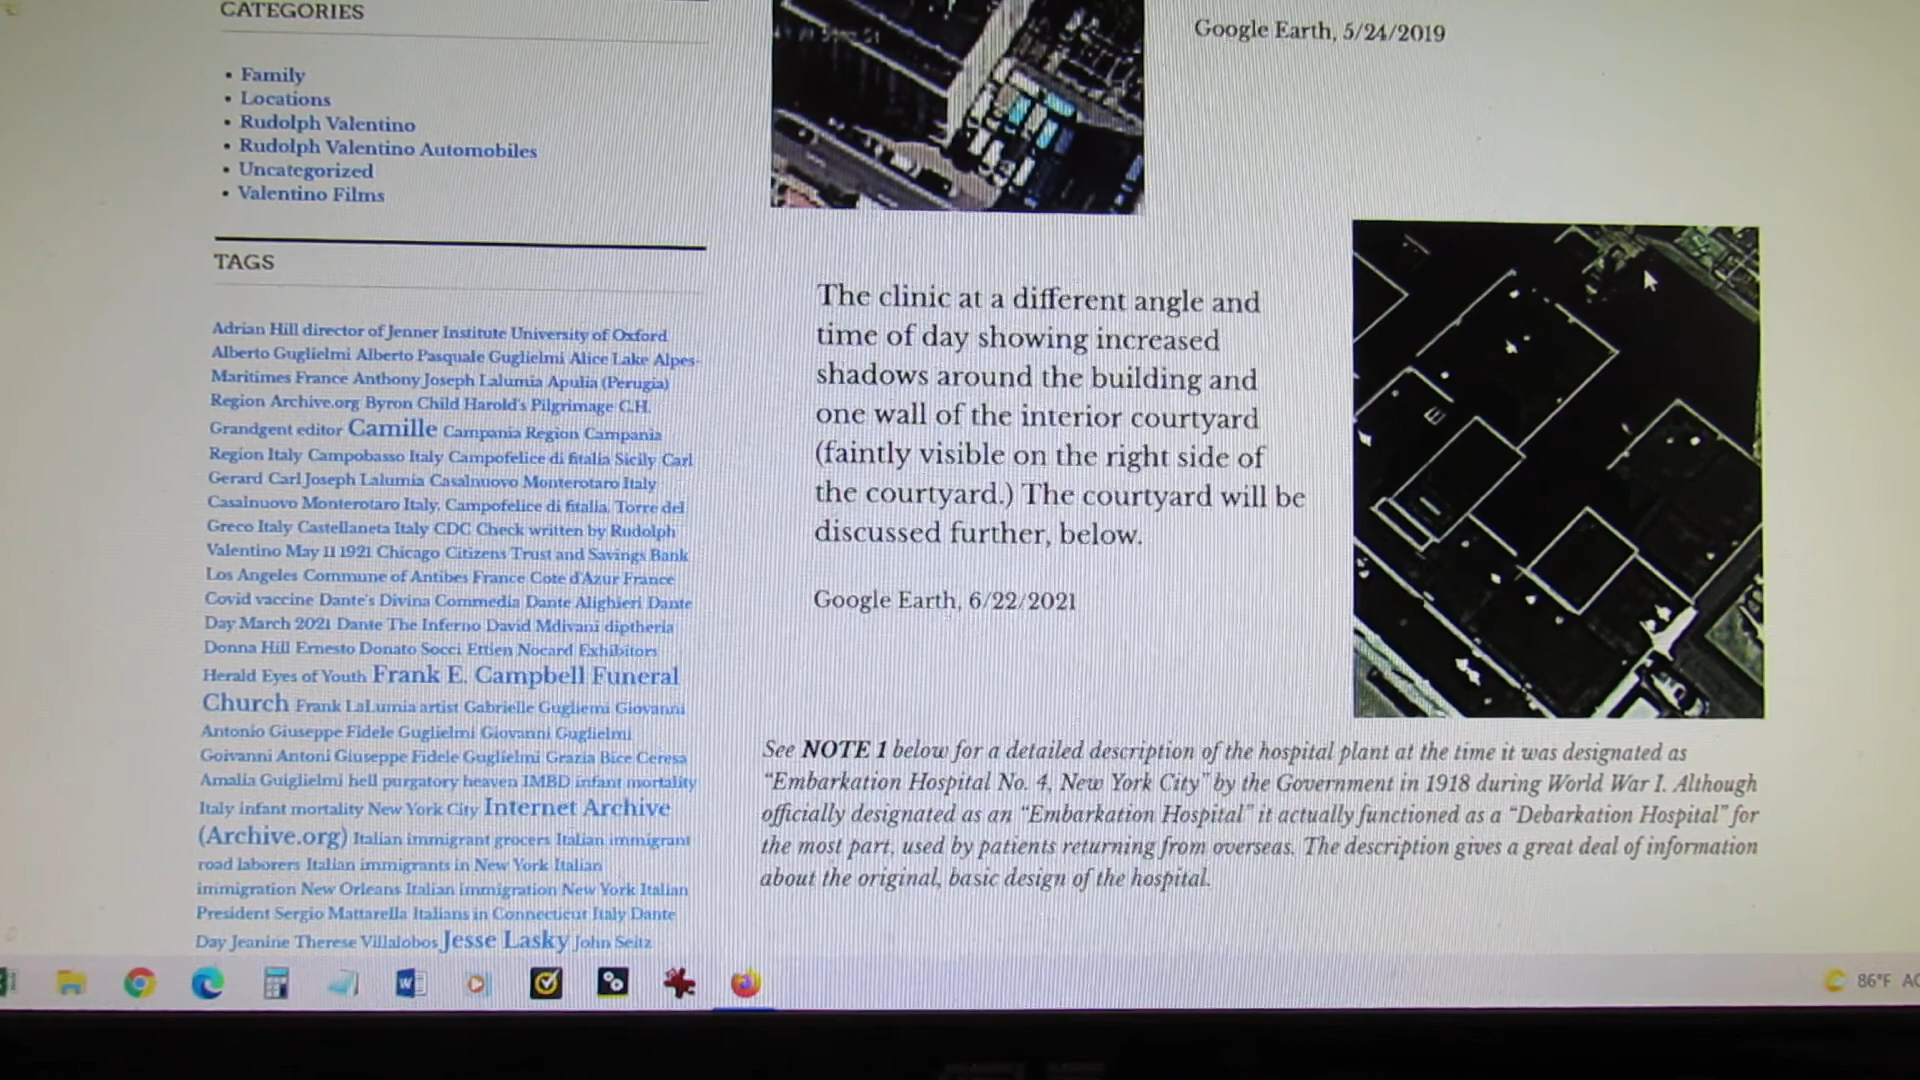 CATEGORIES
• Family
• Locations
• Rudolph Valentino
• Rudolph Valentino Automobiles
• Uncategorized
• Valentino Films
TAGS
Adrian Hill director of Jenner Institute University of Oxford
Alberto Guglielmi Alberto Pasquale Guglielmi Alice Lake Alpes-
Maritimes France Anthony Joseph Lalumia Apulia (Perugia)
Region Archive.org Byron Child Harold's Pilgrimage C.H.
Grandgent editor Camille Campania Region Campania
Region Italy Campobasso Italy Campofelice di fitalia Sicily Carl
Gerard Carl Joseph Lalumia Casalnuovo Monterotaro Italy
Casalnuovo Monterotaro Italy. Campofelice di fitalia. Torre del
Greco Italy Castellaneta Italy CDC Check written by Rudolph
Valentino May 11 1921 Chicago Citizens Trust and Savings Bank
Los Angeles Commune of Antibes France Cote d'Azur France
Covid vaccine Dante's Divina Commedia Dante Alighieri Dante
Day March 2021 Dante The Inferno David Mdivani diptheria
Donna Hill Ernesto Donato Socci Ettien Nocard Exhibitors
Herald Eyes of Youth Frank E. Campbell Funeral
Church Frank LaLumia artist Gabrielle Gugliemi Giovanni
Antonio Giuseppe Fidele Guglielmi Giovanni Guglielmi
Goivanni Antoni Giuseppe Fidele Guglielmi Grazia Bice Ceresa
Amalia Guiglielmi hell purgatory heaven IMBD infant mortality
Italy infant mortality New York City Internet Archive
(Archive.org) Italian immigrant grocers Italian immigrant
road laborers Italian immigrants in New York Italian
immigration New Orleans Italian immigration New York Italian
President Sergio Mattarella Italians in Connecticut Italy Dante
Day Jeanine Therese Villalobos Jesse Lasky John Seitz
Google Earth, 5/24/2019
The clinic at a different angle and
time of day showing increased
shadows around the building and
one wall of the interior courtyard
(faintly visible on the right side of
the courtyard.) The courtyard will be
discussed further, below.
Google Earth, 6/22/2021
See NOTE 1 below for a detailed description of the hospital plant at the time it was designated as
“Embarkation Hospital No. 4, New York City” by the Government in 1918 during World War I. Although
officially designated as an “Embarkation Hospital” it actually functioned as a “Debarkation Hospital” for
the most part, used by patients returning from overseas. The description gives a great deal of information
about the original, basic design of the hospital.
W
86°F